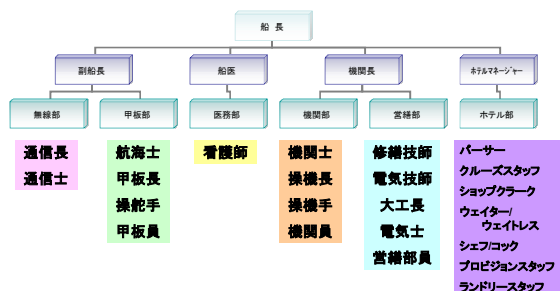 船 長
副船長
船医
機関長
ホテルマネージャー
無線部
甲板部
医務部
機関部
営繕部
ホテル部
通信長
通信士
航海士
甲板長
操舵手
甲板員
看護師
機関士
操機長
操機手
機関員
修繕技師
電気技師
大工長
電気士
営繕部員
パーサー
クルーズスタッフ
ショップクラーク
ウェイター/
ウェイトレス
シェフ/コック
プロビジョンスタッフ
ランドリースタッフ